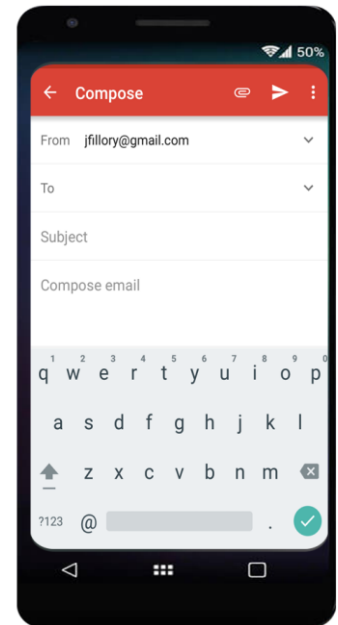 50%
Compose
From jfillory@gmail.com
To
Subject
Compose email
1 2 3 4 5 6 7 8 9 0
q w e r t y u i o p
a s d f g h j k l
z x c v b n m
?123 @ .